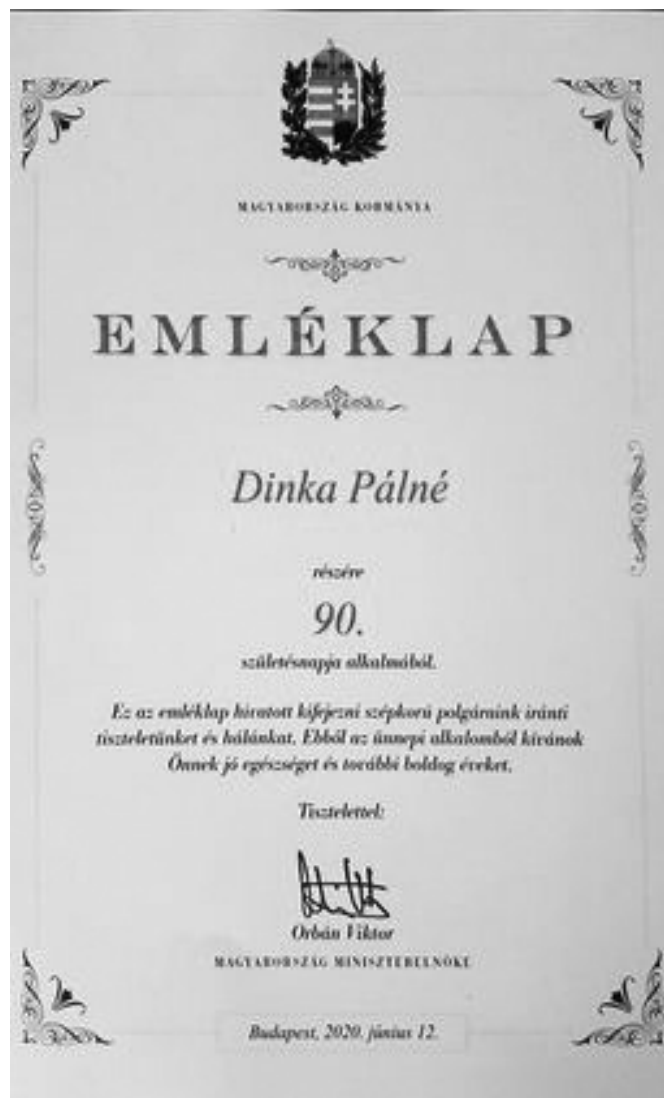 MAGYARORSZÁG KORMÁNYA
EMLÉKLAP
Dinka Pálné
részére
90.
születésnapja alkalmából.
Ez az emléklap hivatott kifejezni szépkorú polgáraink iránti
tiszteletünket és hálánkat. Ebből az ünnepi alkalomból kívánok
Önnek jó egészséget és további boldog éveket.
Tisztelettel:
Orbán Viktor
MAGYARORSZÁG MINISZTERELNÖKE
Budapest, 2020. június 12.